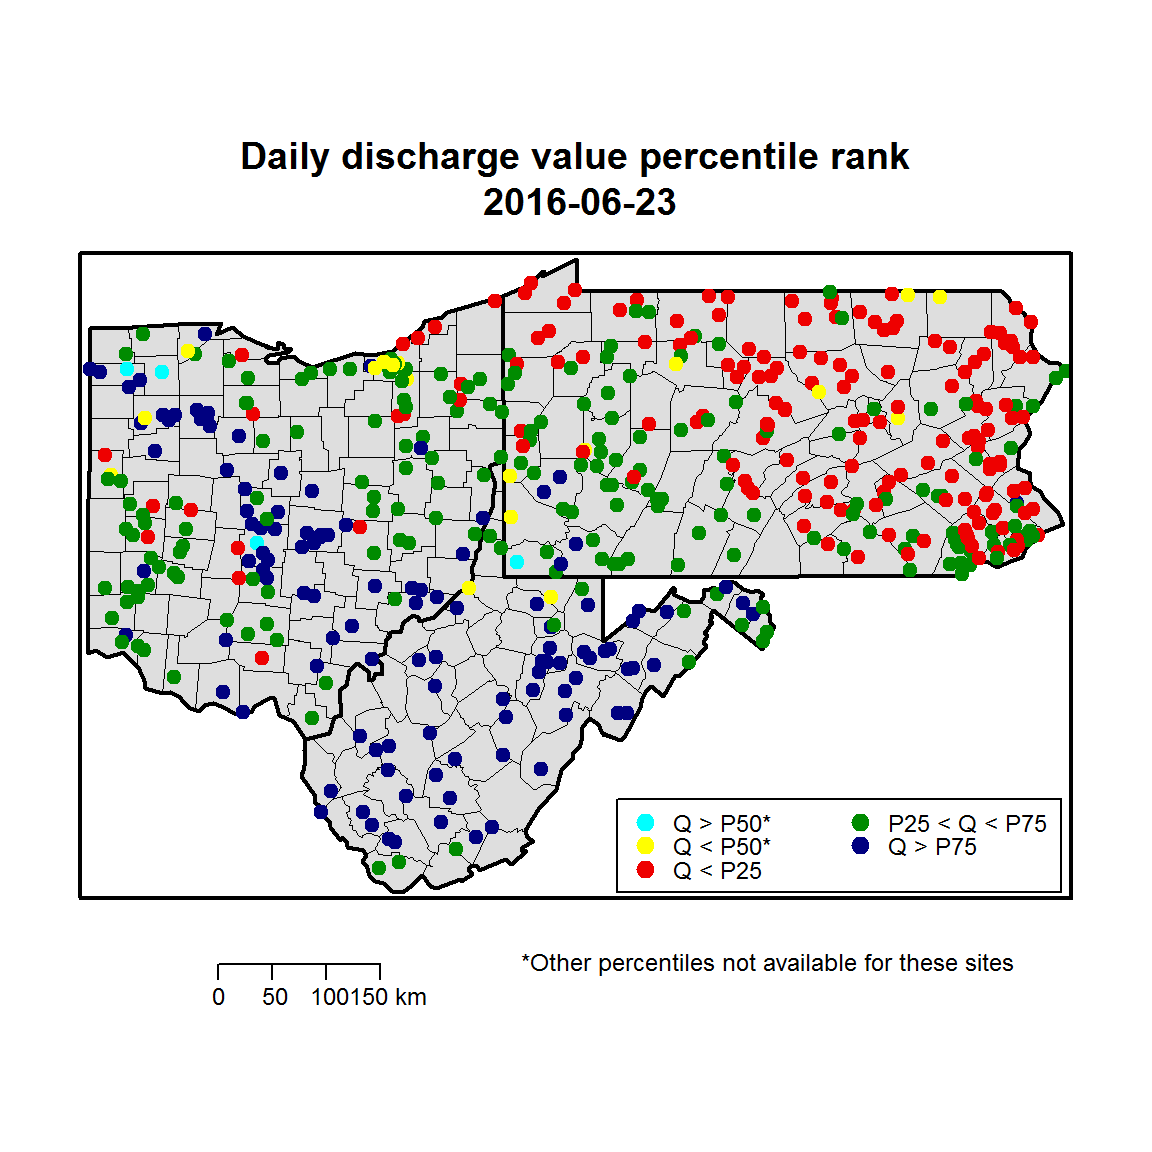 Daily discharge value percentile rank
2016-06-23
Q > P50*
Q < P50*
Q < P25
P25 < Q < P75
Q > P75
*Other percentiles not available for these sites
0 50 100150 km